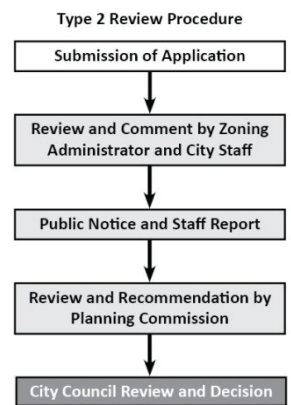 Type 2 Review Procedure
Submission of Application
Review and Comment by Zoning
Administrator and City Staff
Public Notice and Staff Report
Review and Recommendation by
Planning Commission
City Council Review and Decision